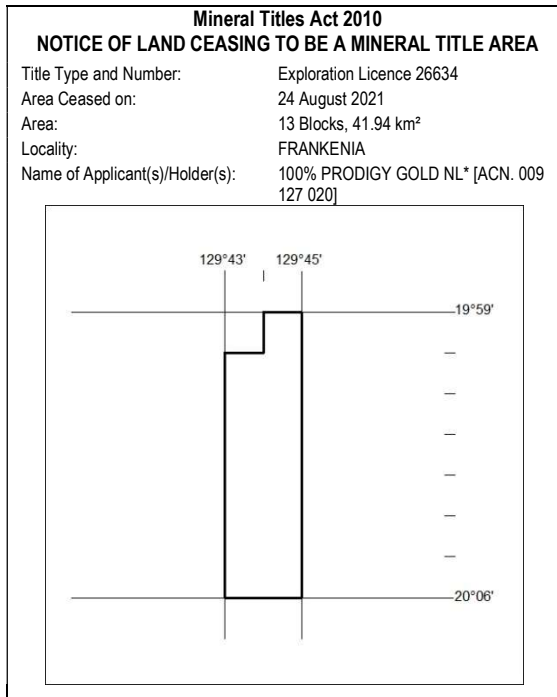 Mineral Titles Act 2010
NOTICE OF LAND CEASING TO BE A MINERAL TITLE AREA
Title Type and Number: Exploration Licence 26634
Area Ceased on: 24 August 2021
Area: 13 Blocks, 41.94 km²
Locality: FRANKENIA
Name of Applicant(s)/Holder(s): 100% PRODIGY GOLD NL* [ACN. 009
127 020]
129°43' 129°45'
19°59'
20°06'